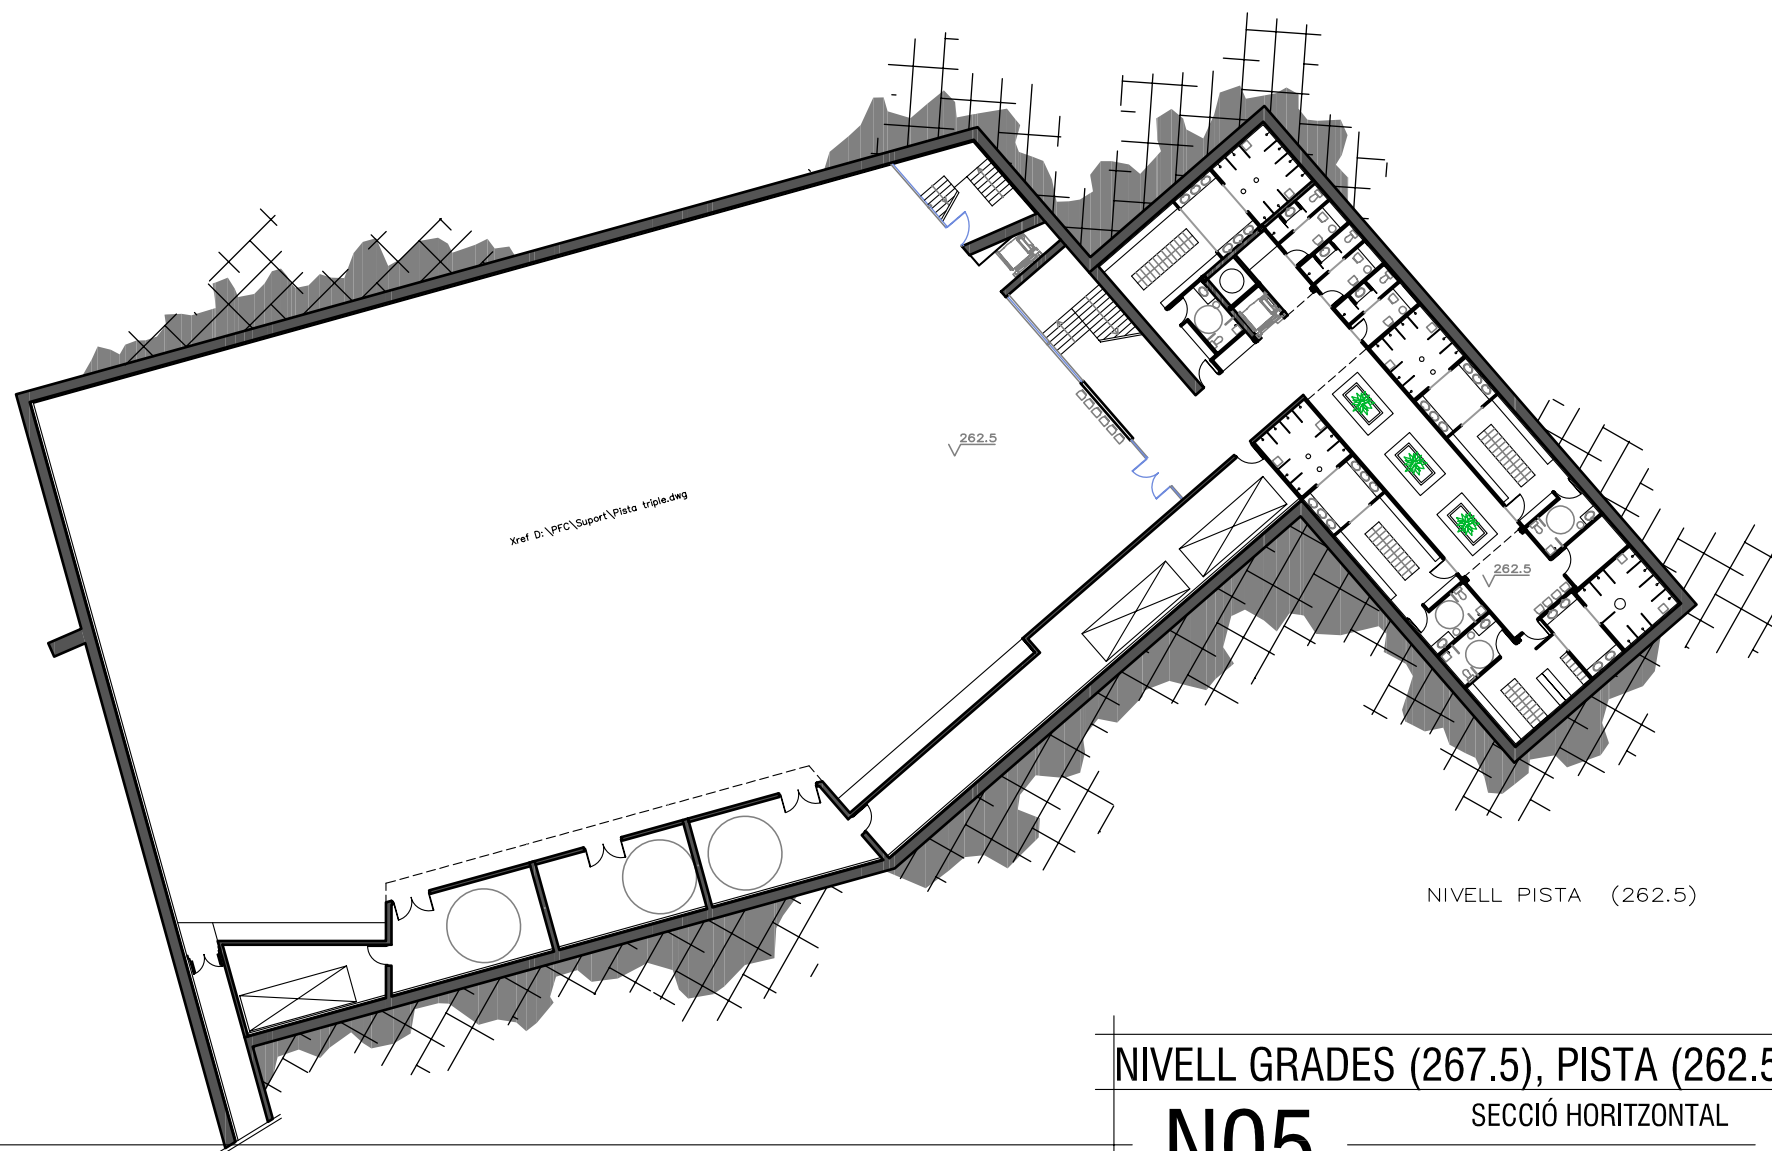 262.5
Xref D:\PFC\Suport\Pista triple.dwg
262.5
NIVELL PISTA (262.5)
NIVELL GRADES (267.5), PISTA (262.5
SECCIÓ HORITZONTAL
N05